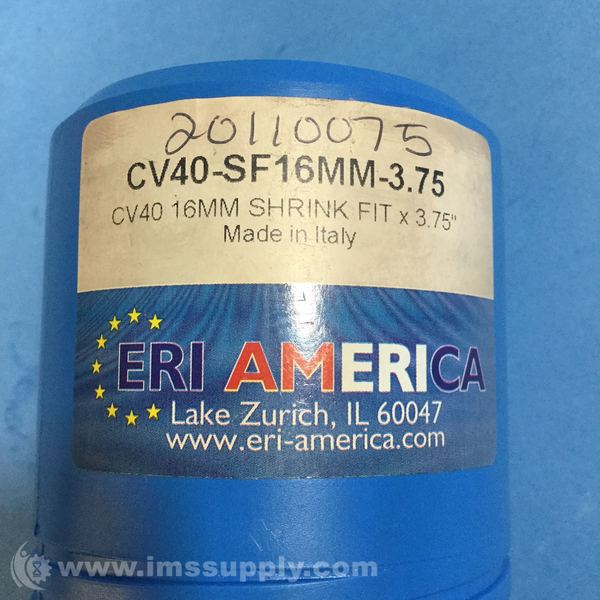 20110075
CV40-SF16MM-3.75
CV40 16MM SHRINK FIT x 3.75"
Made in Italy
ERI AMERICA
Lake Zurich, IL 60047
www.eri-america.com
www.imssupply.com